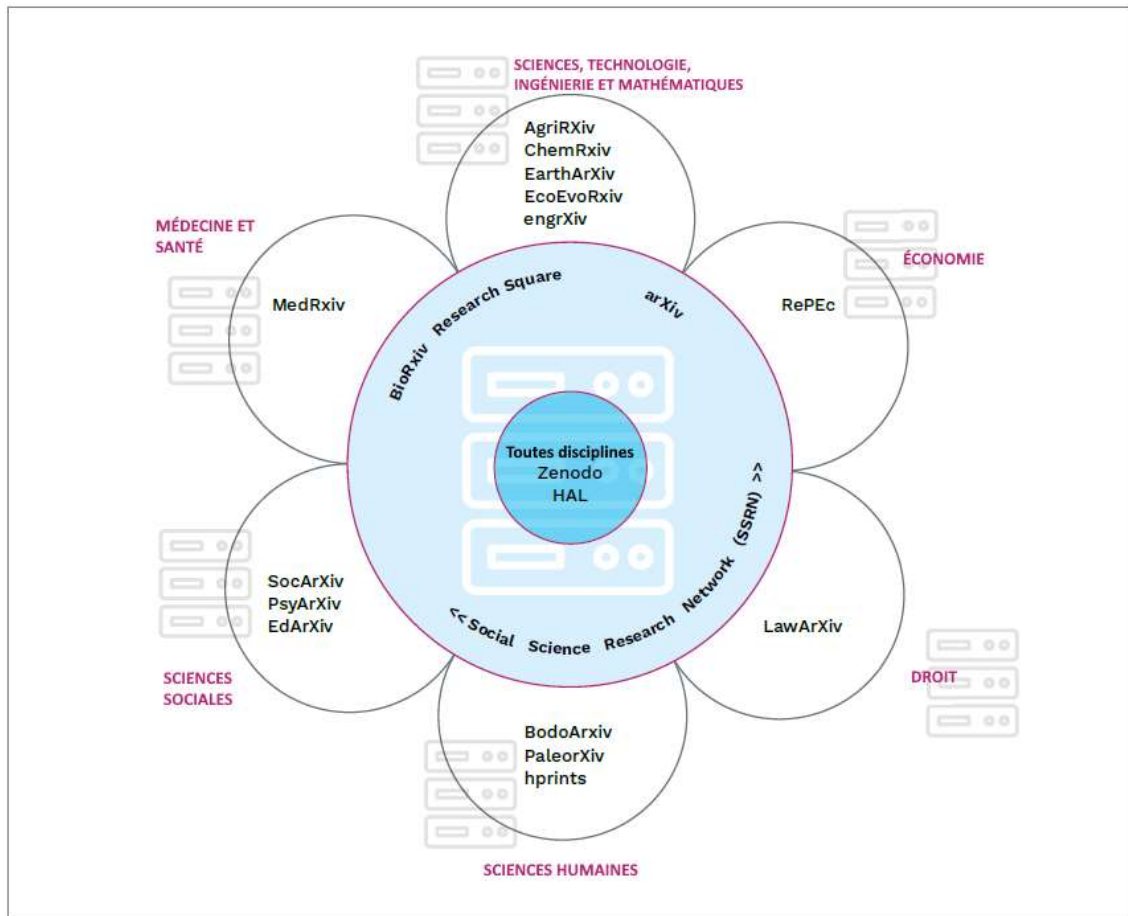 SCIENCES, TECHNOLOGIE,
INGÉNIERIE ET MATHÉMATIQUES
AgriRXiv
ChemRxiv
EarthArXiv
EcoEvoRxiv
engrXiv
MÉDECINE ET
SANTÉ
MedRxiv
ÉCONOMIE
RePEc
BioRxiv Research Square
arXiv
Toutes disciplines
Zenodo
HAL
<< Social Science Research Network (SSRN) >>
SocArXiv
PsyArXiv
EdArXiv
SCIENCES
SOCIALES
LawArXiv
DROIT
BodoArxiv
PaleorXiv
hprints
SCIENCES HUMAINES